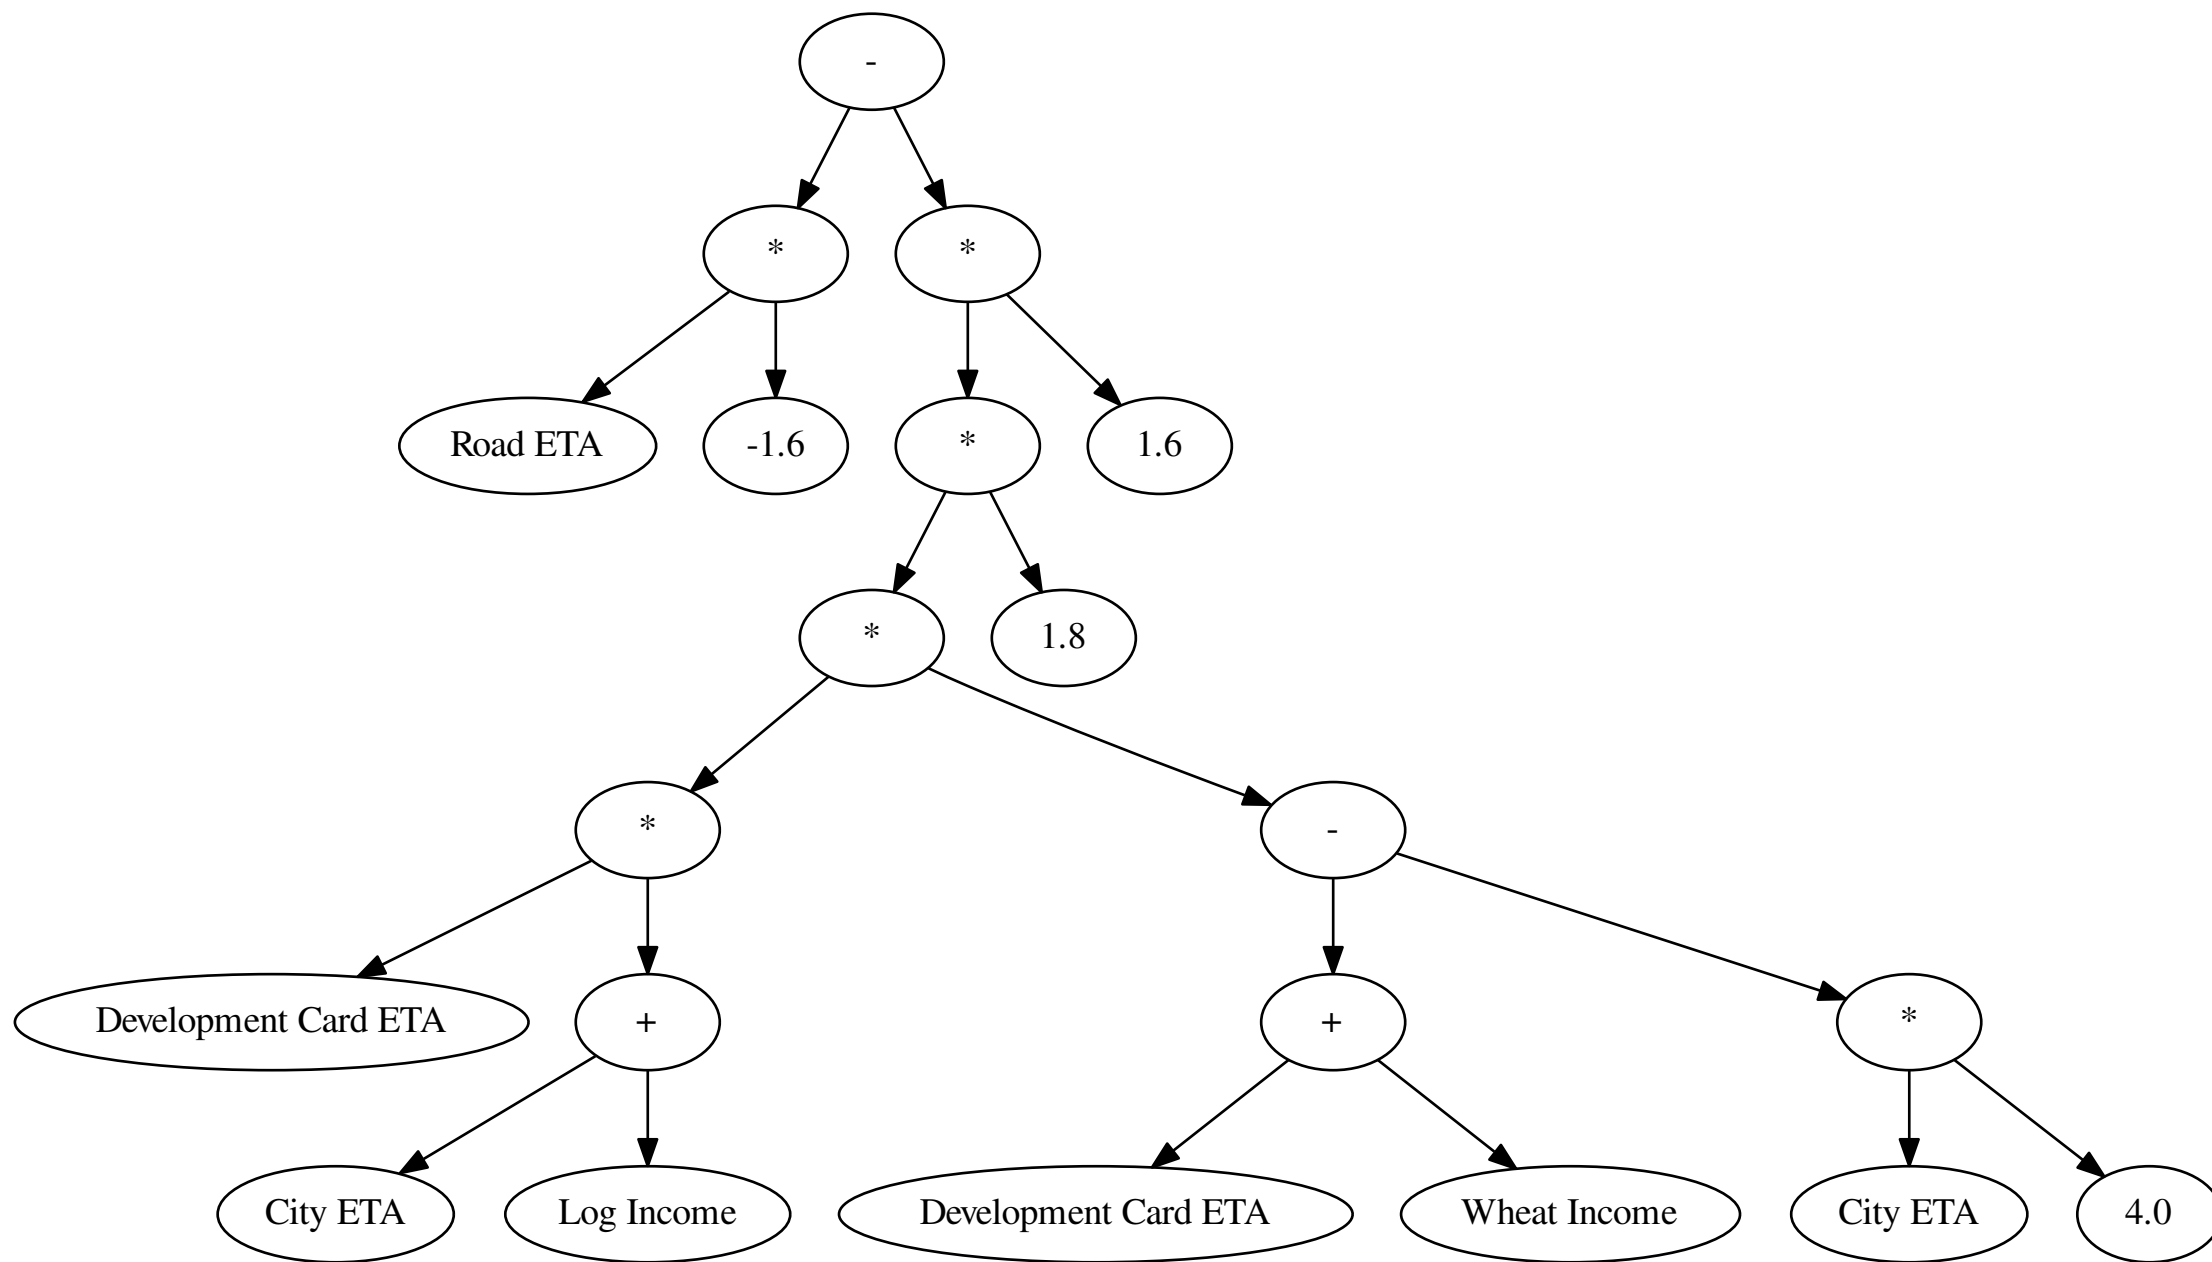 -
* *
Road ETA -1.6 * 1.6
* 1.8
* -
Development Card ETA + + *
City ETA Log Income Development Card ETA Wheat Income City ETA 4.0